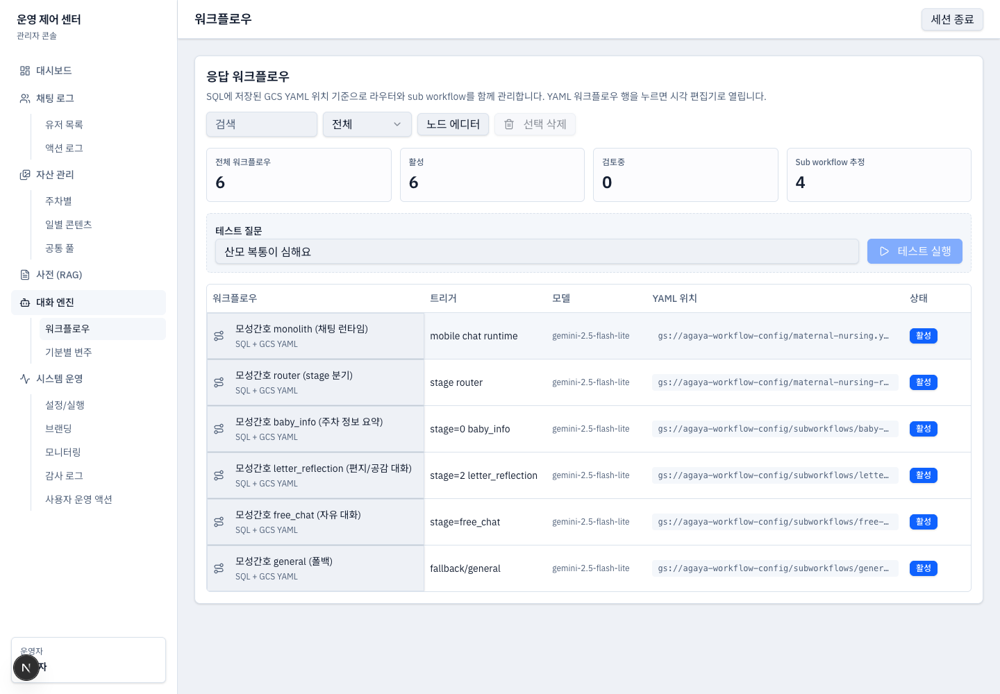 운영 제어 센터
관리자 콘솔
대시보드
채팅 로그
유저 목록
액션 로그
자산 관리
주차별
일별 콘텐츠
공통 풀
사전 (RAG)
대화 엔진
워크플로우
기분별 변주
시스템 운영
설정/실행
브랜딩
모니터링
감사 로그
사용자 운영 액션
운영자
자
N
워크플로우
세션 종료
응답 워크플로우
SQL에 저장된 GCS YAML 위치 기준으로 라우터와 sub workflow를 함께 관리합니다. YAML 워크플로우 행을 누르면 시각 편집기로 열립니다.
검색
전체
노드 에디터
선택 삭제
전체 워크플로우
6
활성
6
검토중
0
Sub workflow 추정
4
테스트 질문
산모 복통이 심해요
테스트 실행
워크플로우 트리거 모델 YAML 위치 상태
모성간호 monolith (채팅 런타임)
SQL + GCS YAML
mobile chat runtime
gemini-2.5-flash-lite
gs://agaya-workflow-config/maternal-nursing.y…
활성
모성간호 router (stage 분기)
SQL + GCS YAML
stage router
gemini-2.5-flash-lite
gs://agaya-workflow-config/maternal-nursing-r…
활성
모성간호 baby_info (주차 정보 요약)
SQL + GCS YAML
stage=0 baby_info
gemini-2.5-flash-lite
gs://agaya-workflow-config/subworkflows/baby-…
활성
모성간호 letter_reflection (편지/공감 대화)
SQL + GCS YAML
stage=2 letter_reflection
gemini-2.5-flash-lite
gs://agaya-workflow-config/subworkflows/lette…
활성
모성간호 free_chat (자유 대화)
SQL + GCS YAML
stage=free_chat
gemini-2.5-flash-lite
gs://agaya-workflow-config/subworkflows/free-…
활성
모성간호 general (폴백)
SQL + GCS YAML
fallback/general
gemini-2.5-flash-lite
gs://agaya-workflow-config/subworkflows/gener…
활성